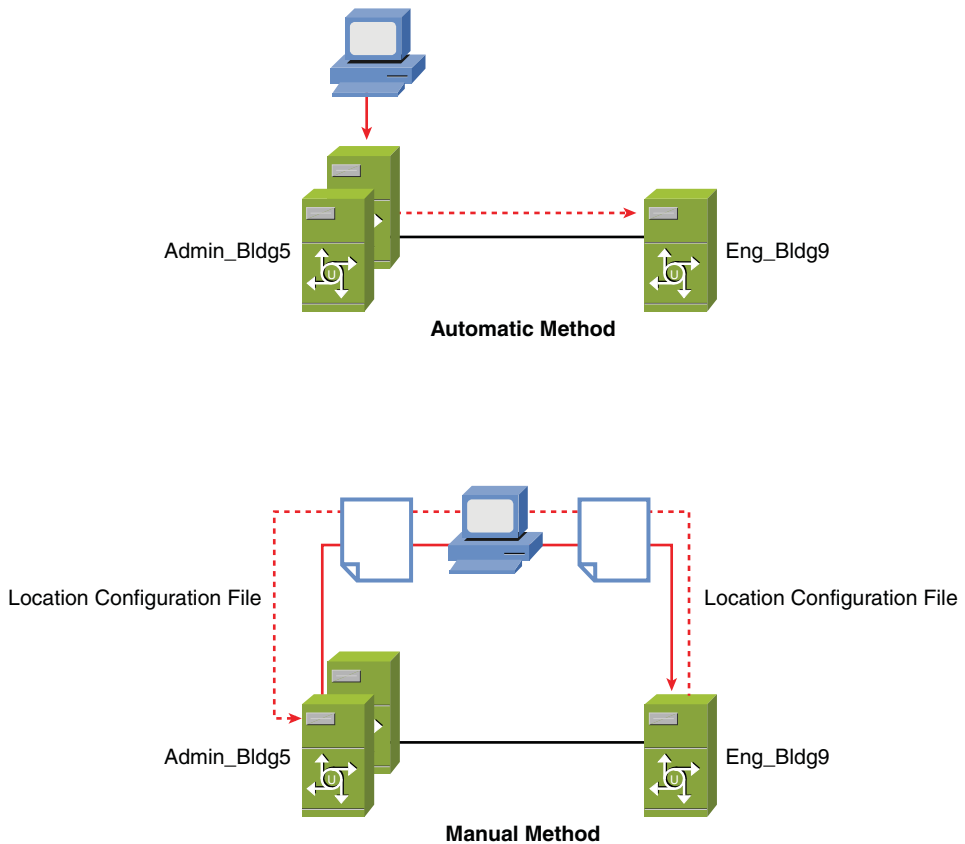 Admin_Bldg5
U
Eng_Bldg9
U
Automatic Method
Location Configuration File
Location Configuration File
Admin_Bldg5
U
Eng_Bldg9
U
Manual Method